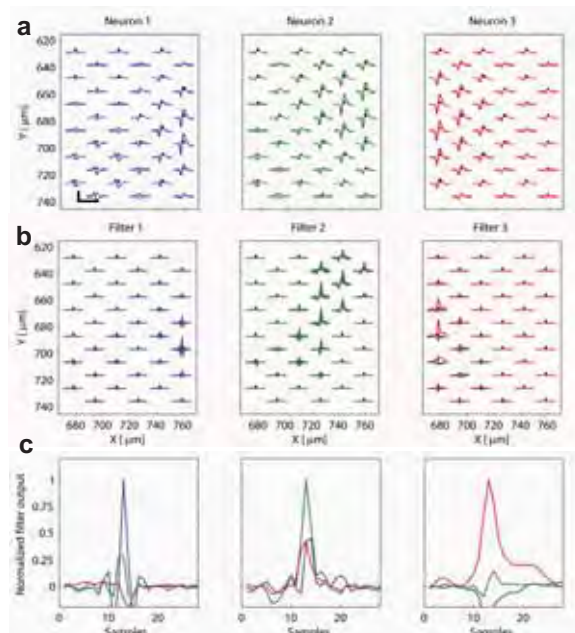 a
Neuron 1 Neuron 2 Neuron 3
620
640
660
680
700
720
740
Y [μm]
b
Filter 1 Filter 2 Filter 3
620
640
660
680
700
720
740
Y [μm]
680 700 720 740 760 680 700 720 740 760 680 700 720 740 760
X [μm] X [μm] X [μm]
c
Normalized filter output
1
0.75
0.5
0.25
0
0 10 20 0 10 20 0 10 20
Samples Samples Samples